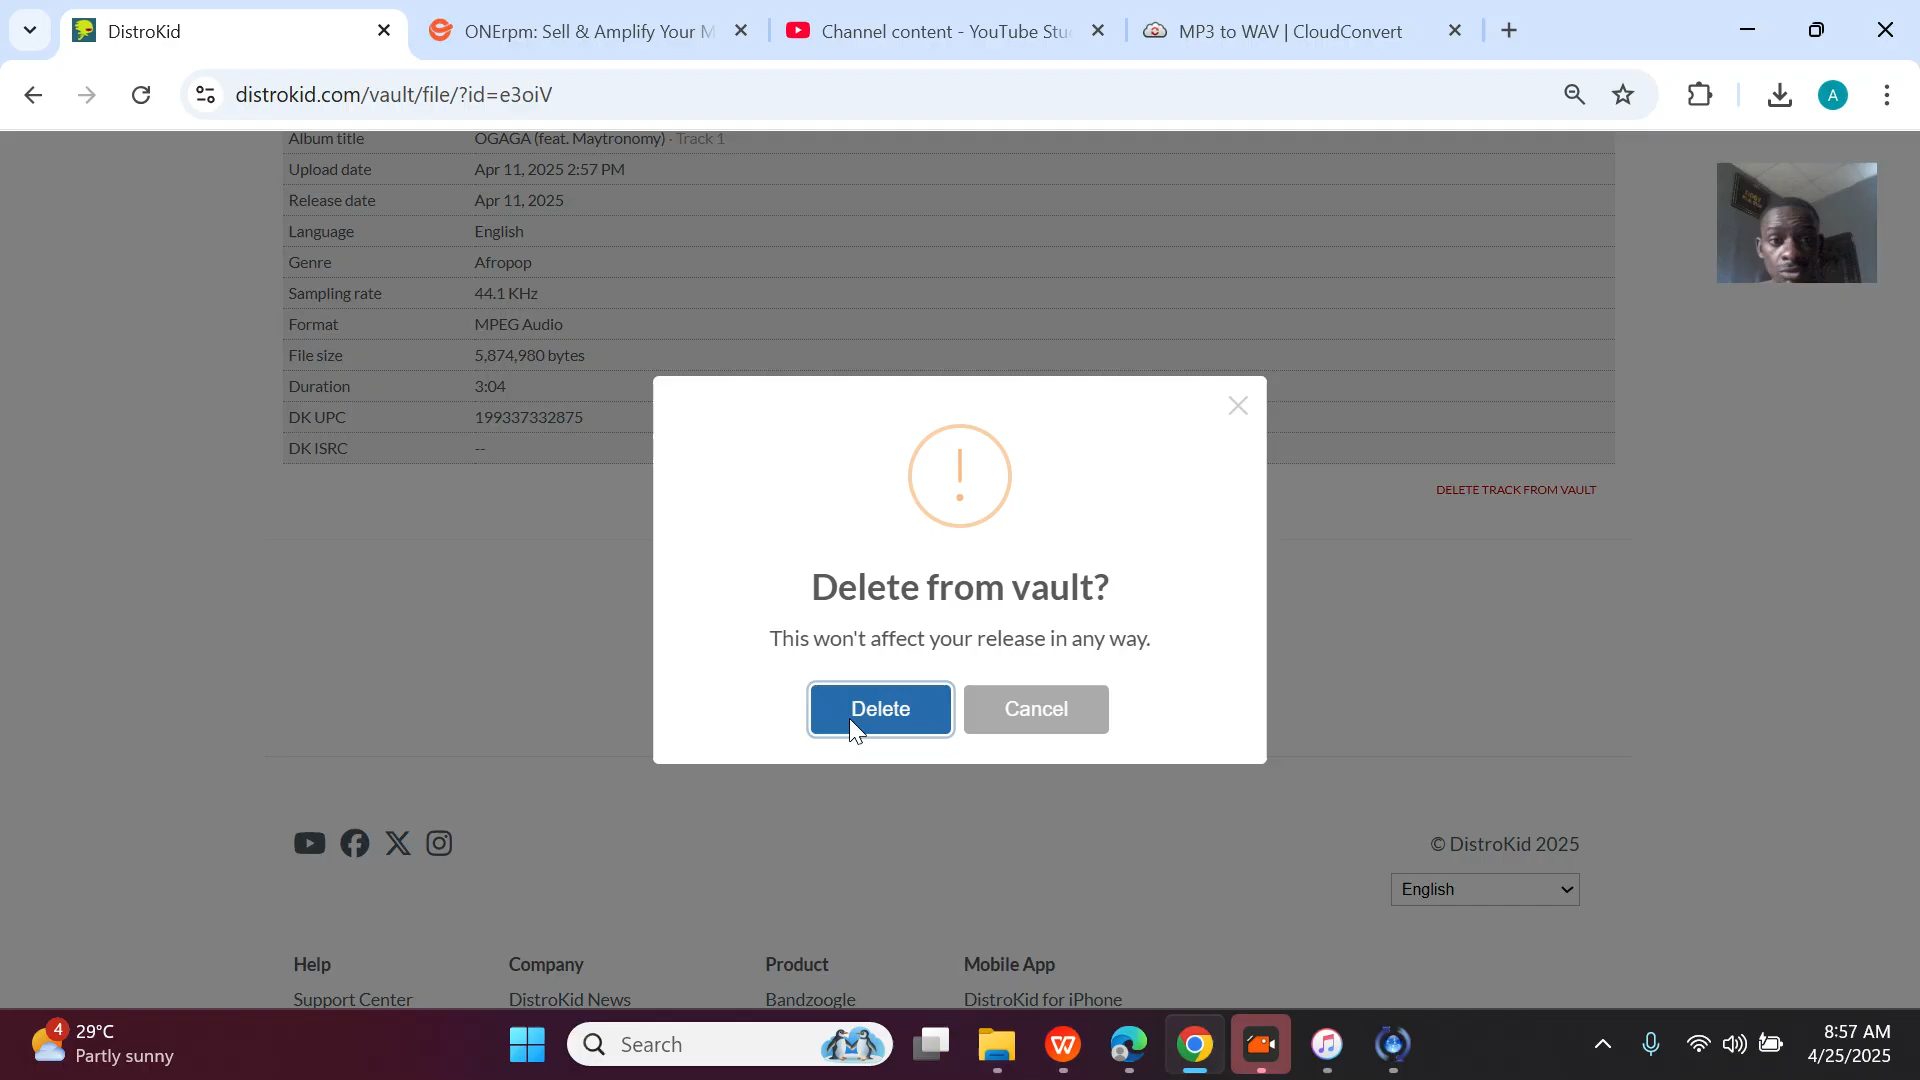 DistroKid
ONErpm: Sell & Amplify Your M
Channel content - YouTube Stu
MP3 to WAV | CloudConvert
distrokid.com/vault/file/?id=e3oiV
A
Album title OGAGA (feat. Maytronomy) · Track 1
Upload date Apr 11, 2025 2:57 PM
Release date Apr 11, 2025
Language English
Genre Afropop
Sampling rate 44.1 KHz
Format MPEG Audio
File size 5,874,980 bytes
Duration 3:04
DK UPC 199337332875
DK ISRC --
DELETE TRACK FROM VAULT
Delete from vault?
This won't affect your release in any way.
Delete Cancel
© DistroKid 2025
English
Help Company Product Mobile App
Support Center DistroKid News Bandzoogle DistroKid for iPhone
4 29°C
Partly sunny
Search
8:57 AM
4/25/2025